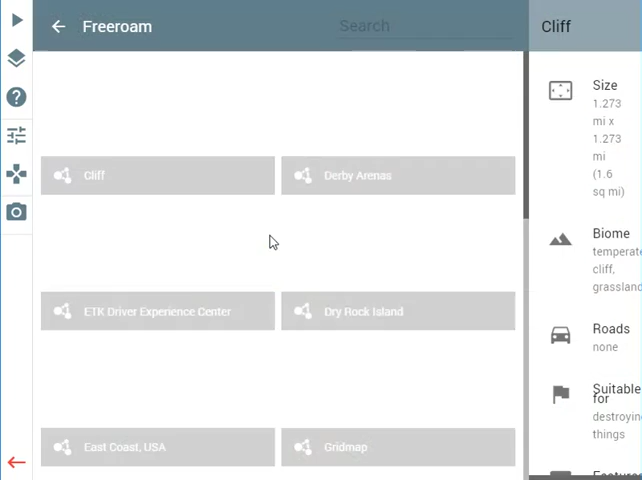 Freeroam
Search
Cliff
Derby Arenas
ETK Driver Experience Center
Dry Rock Island
East Coast, USA
Gridmap
Cliff
Size
1.273
mi x
1.273
mi
(1.6
sq mi)
Biome
temperate
cliff,
grassland
Roads
none
Suitable
for
destroying
things